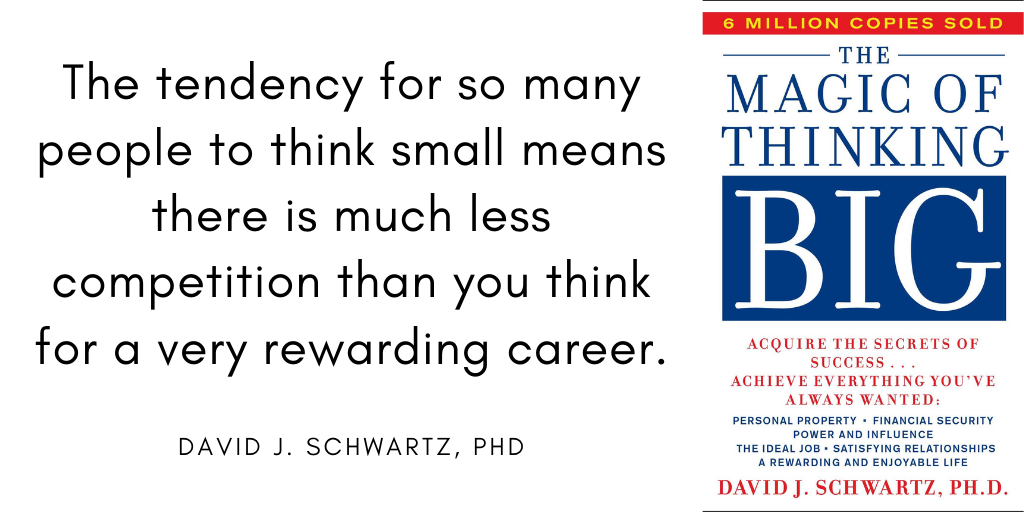 The tendency for so many
people to think small means
there is much less
competition than you think
for a very rewarding career.
DAVID J. SCHWARTZ, PHD
6 MILLION COPIES SOLD
THE
MAGIC OF
THINKING
BIG
ACQUIRE THE SECRETS OF
SUCCESS . . .
ACHIEVE EVERYTHING YOU'VE
ALWAYS WANTED:
PERSONAL PROPERTY • FINANCIAL SECURITY
POWER AND INFLUENCE
THE IDEAL JOB • SATISFYING RELATIONSHIPS
A REWARDING AND ENJOYABLE LIFE
DAVID J. SCHWARTZ, PH.D.